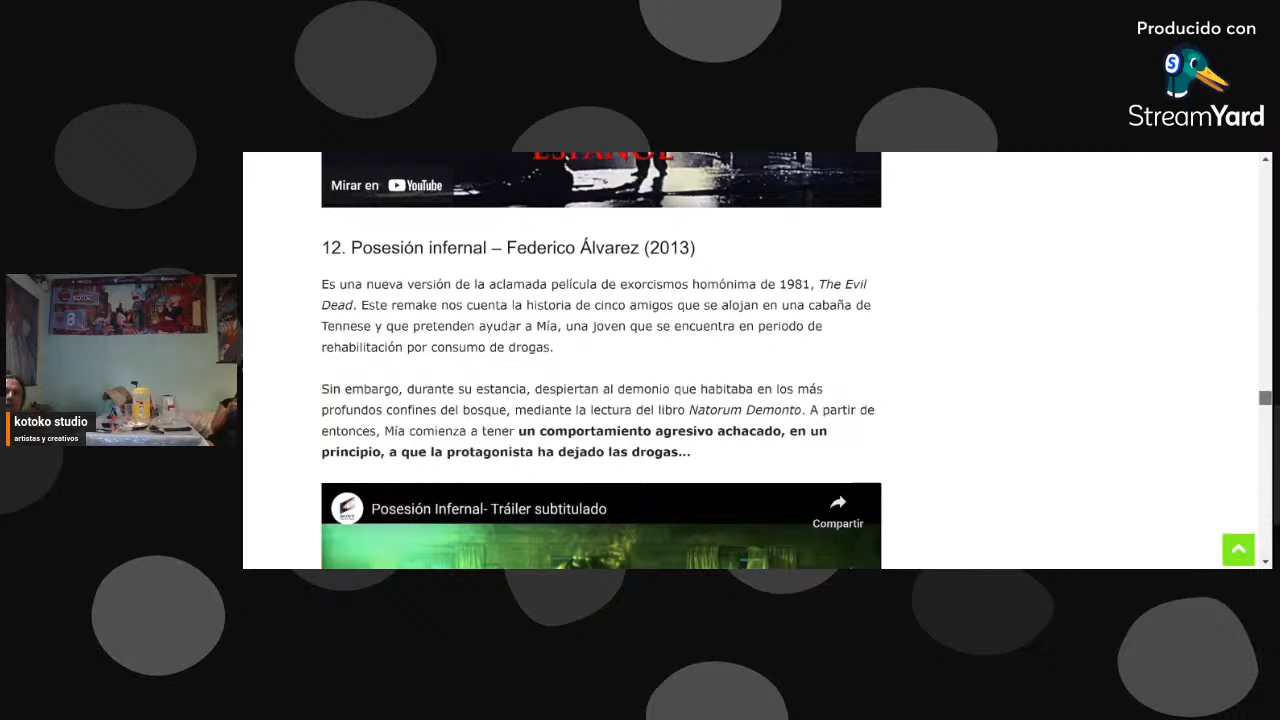 Producido con
StreamYard
ESPAÑOL
Mirar en YouTube
12. Posesión infernal – Federico Álvarez (2013)
Es una nueva versión de la aclamada película de exorcismos homónima de 1981, The Evil
Dead. Este remake nos cuenta la historia de cinco amigos que se alojan en una cabaña de
Tennese y que pretenden ayudar a Mía, una joven que se encuentra en periodo de
rehabilitación por consumo de drogas.
Sin embargo, durante su estancia, despiertan al demonio que habitaba en los más
profundos confines del bosque, mediante la lectura del libro Natorum Demonto. A partir de
entonces, Mía comienza a tener un comportamiento agresivo achacado, en un
principio, a que la protagonista ha dejado las drogas...
Posesión Infernal- Tráiler subtitulado
Compartir
8
kotoko studio
artistas y creativos